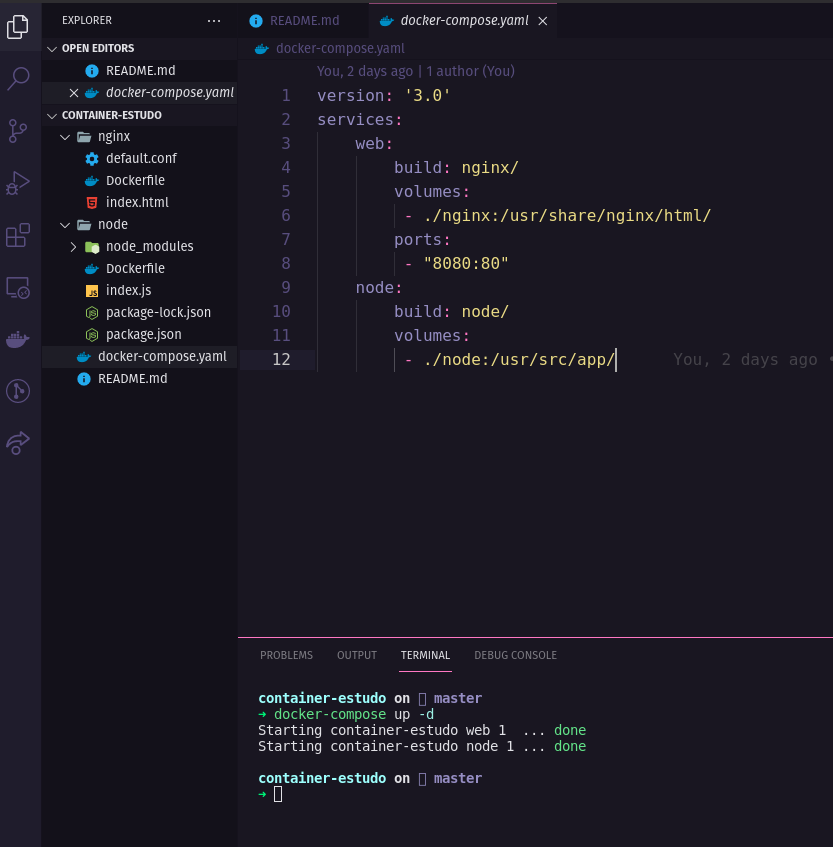 EXPLORER ...
OPEN EDITORS
README.md
docker-compose.yaml
CONTAINER-ESTUDO
nginx
default.conf
Dockerfile
index.html
node
node_modules
Dockerfile
index.js
package-lock.json
package.json
docker-compose.yaml
README.md
README.md docker-compose.yaml
docker-compose.yaml
You, 2 days ago | 1 author (You)
1 version: '3.0'
2 services:
3 web:
4 build: nginx/
5 volumes:
6 - ./nginx:/usr/share/nginx/html/
7 ports:
8 - "8080:80"
9 node:
10 build: node/
11 volumes:
12 - ./node:/usr/src/app/ You, 2 days ago •
PROBLEMS OUTPUT TERMINAL DEBUG CONSOLE
container-estudo on master
➜ docker-compose up -d
Starting container-estudo web 1 ... done
Starting container-estudo node 1 ... done
container-estudo on master
➜